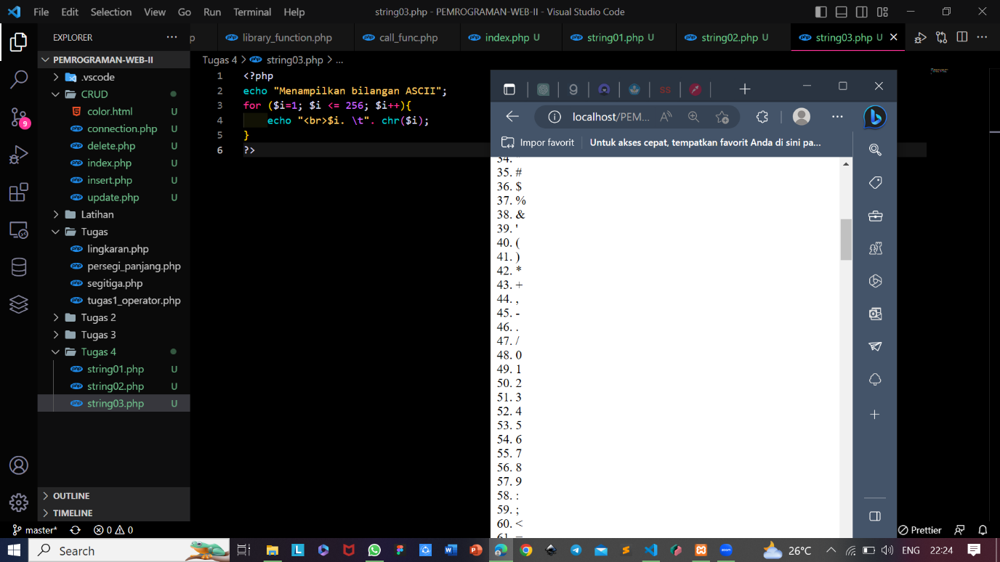 File Edit Selection View Go Run Terminal Help
string03.php - PEMROGRAMAN-WEB-II - Visual Studio Code
EXPLORER
PEMROGRAMAN-WEB-II
.vscode
CRUD
color.html U
connection.php U
delete.php U
index.php U
insert.php U
update.php U
Latihan
Tugas
lingkaran.php
persegi_panjang.php
segitiga.php
tugas1_operator.php
Tugas 2
Tugas 3
Tugas 4
string01.php U
string02.php U
string03.php U
OUTLINE
TIMELINE
9
p
library_function.php
call_func.php
index.php U
string01.php U
string02.php U
string03.php U
Tugas 4 > string03.php > ...
1 <?php
2 echo "Menampilkan bilangan ASCII";
3 for ($i=1; $i <= 256; $i++){
4 echo "<br>$i. \t". chr($i);
5 }
6 ?>
SS
localhost/PEM...
Impor favorit
Untuk akses cepat, tempatkan favorit Anda di sini pa...
34. "
35. #
36. $
37. %
38. &
39. '
40. (
41. )
42. *
43. +
44. ,
45. -
46. .
47. /
48. 0
49. 1
50. 2
51. 3
52. 4
53. 5
54. 6
55. 7
56. 8
57. 9
58. :
59. ;
60. <
61. =
master* 0 0
Prettier
Search
26°C
ENG
22:24